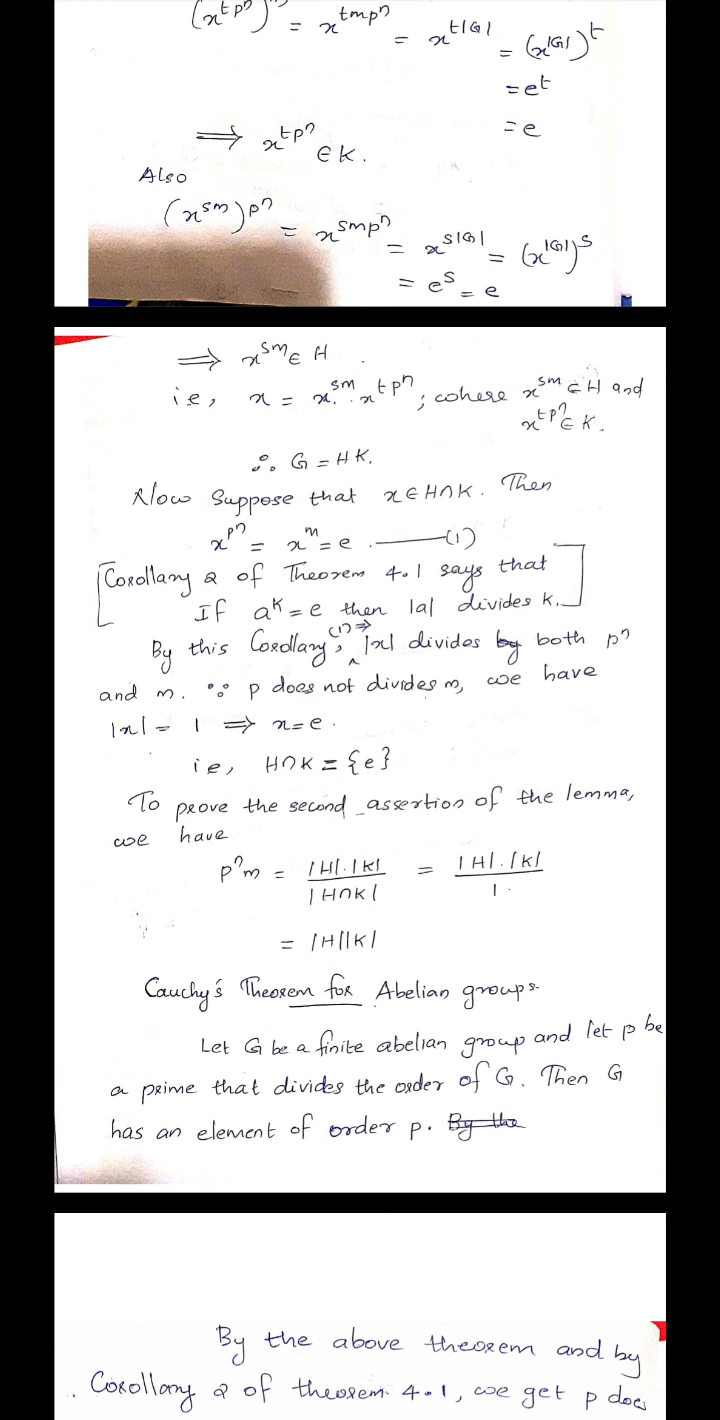 (x^{tp^n})^m = x^{tmp^n} = x^{t|G|} = (x^{|G|})^t
= e^t
= e
⟹ x^{tp^n} ∈ K.
Also
(x^{sm})^{p^n} = x^{smp^n} = x^{s|G|} = (x^{|G|})^s
= e^s = e
⟹ x^{sm} ∈ H.
ie, x = x^{sm}. x^{tp^n}; where x^{sm} ∈ H and
x^{tp^n} ∈ K.
∴ G = HK.
Now Suppose that x ∈ H∩K. Then
x^{p^n} = x^m = e. ——(1)
[Corollary 2 of Theorem 4.1 says that
If a^k = e then |a| divides k.]
By this Corollary, (1) ⇒ |x| divides by both p^n
and m. ∵ p does not divides m, we have
|x| = 1 ⟹ x = e.
ie, H∩K = {e}
To prove the second assertion of the lemma,
we have
p^n m = |H|.|K| / |H∩K| = |H|.|K| / 1.
= |H||K|
Cauchy's Theorem for Abelian groups.
Let G be a finite abelian group and let p be
a prime that divides the order of G. Then G
has an element of order p. By the
By the above theorem and by
Corollary 2 of theorem 4.1, we get p does